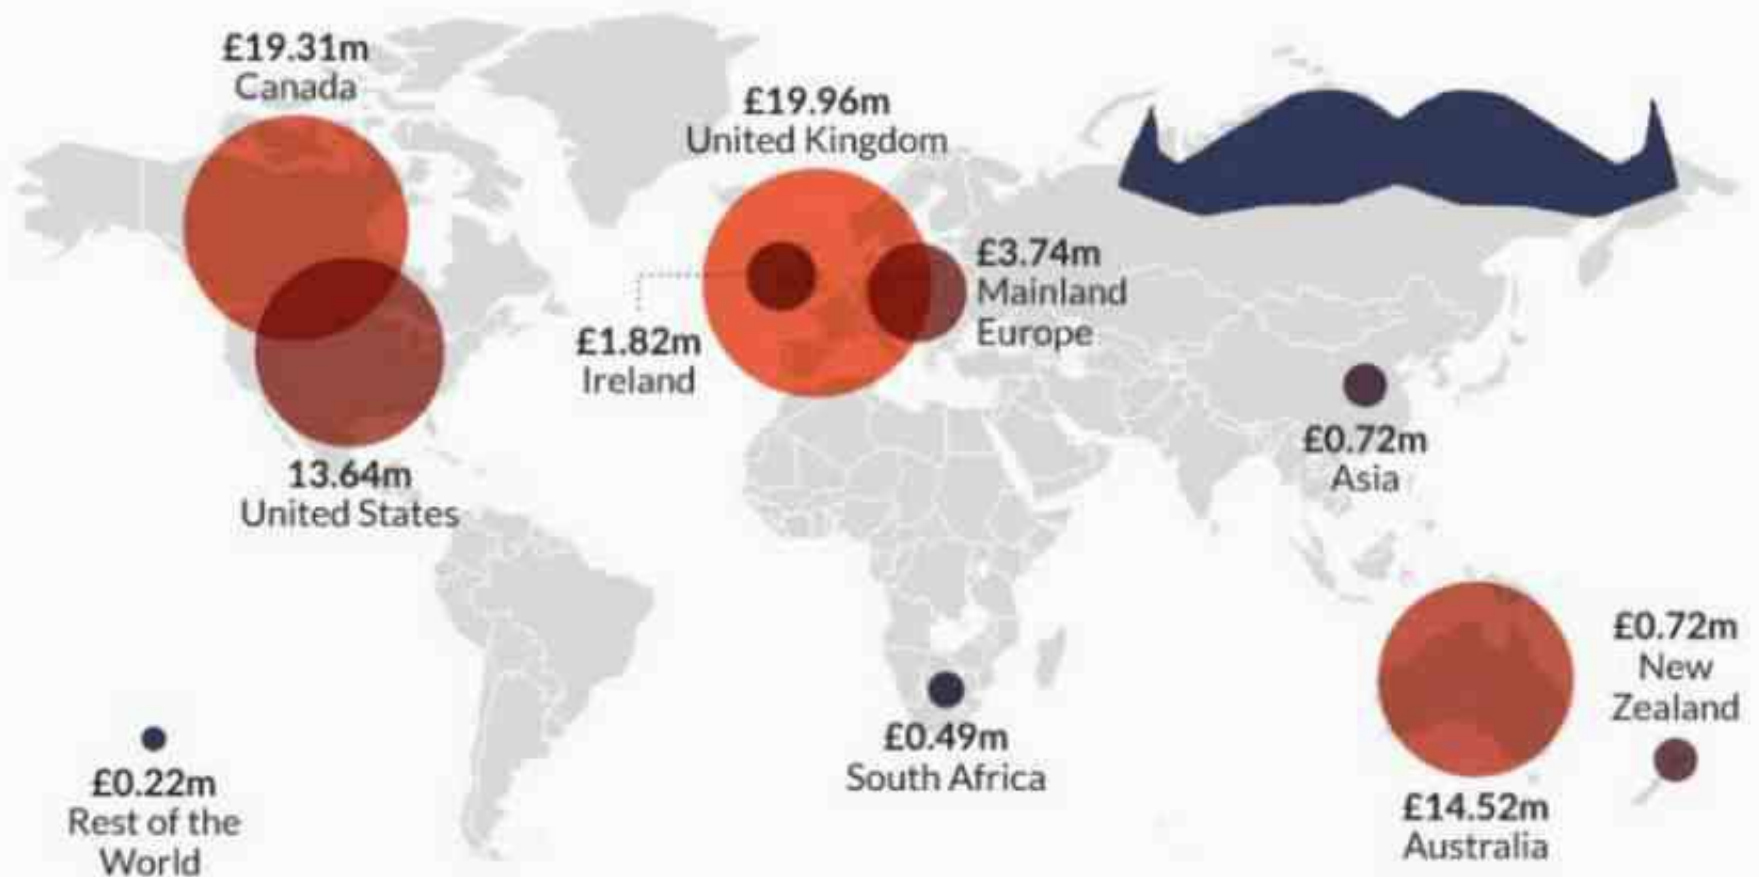 £19.31m
Canada
£19.96m
United Kingdom
£3.74m
Mainland
Europe
£1.82m
Ireland
13.64m
United States
£0.72m
Asia
£0.72m
New
Zealand
£0.49m
South Africa
£14.52m
Australia
£0.22m
Rest of the
World